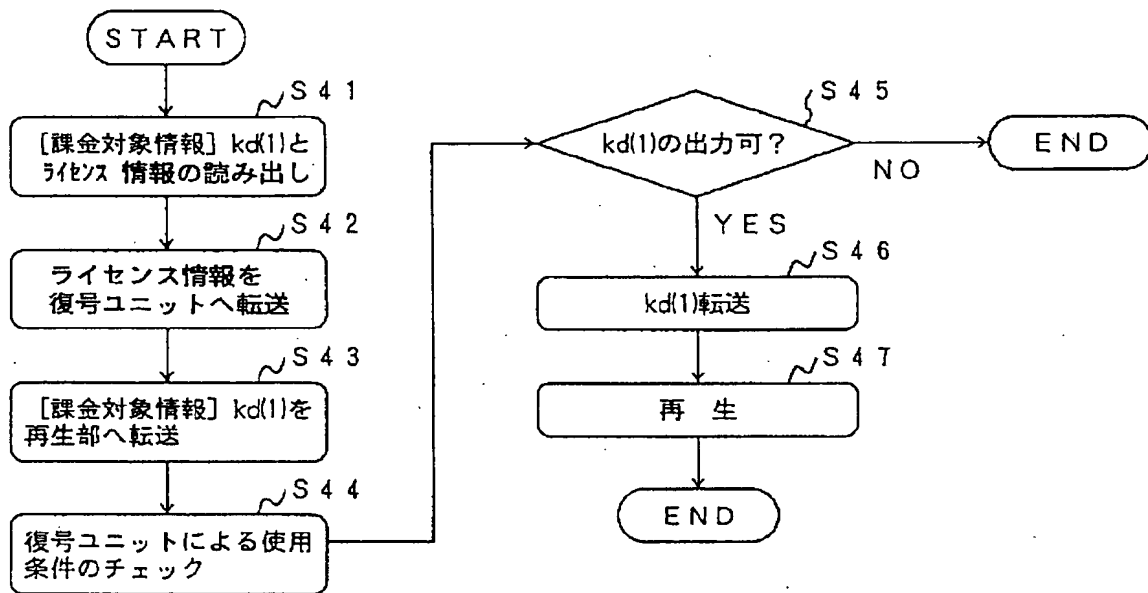 START
S41
[課金対象情報] kd(1)と
ライセンス 情報の読み出し
S42
ライセンス情報を
復号ユニットへ転送
S43
[課金対象情報] kd(1)を
再生部へ転送
S44
復号ユニットによる使用
条件のチェック
S45
kd(1)の出力可?
NO
END
YES
S46
kd(1)転送
S47
再 生
END